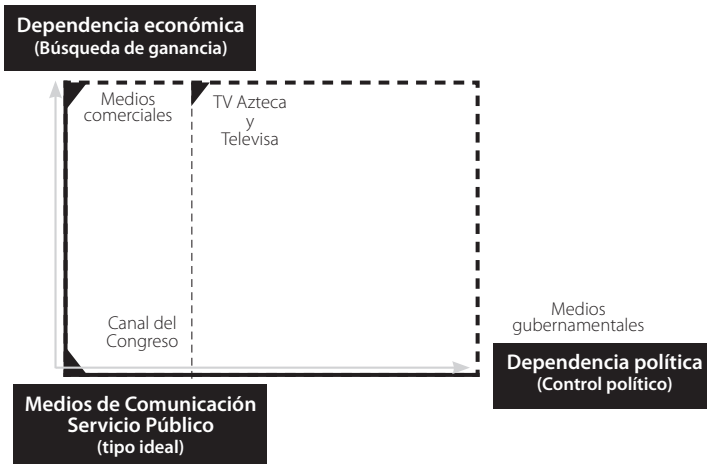 Dependencia económica
(Búsqueda de ganancia)
Medios
comerciales
TV Azteca
y
Televisa
Canal del
Congreso
Medios
gubernamentales
Dependencia política
(Control político)
Medios de Comunicación
Servicio Público
(tipo ideal)